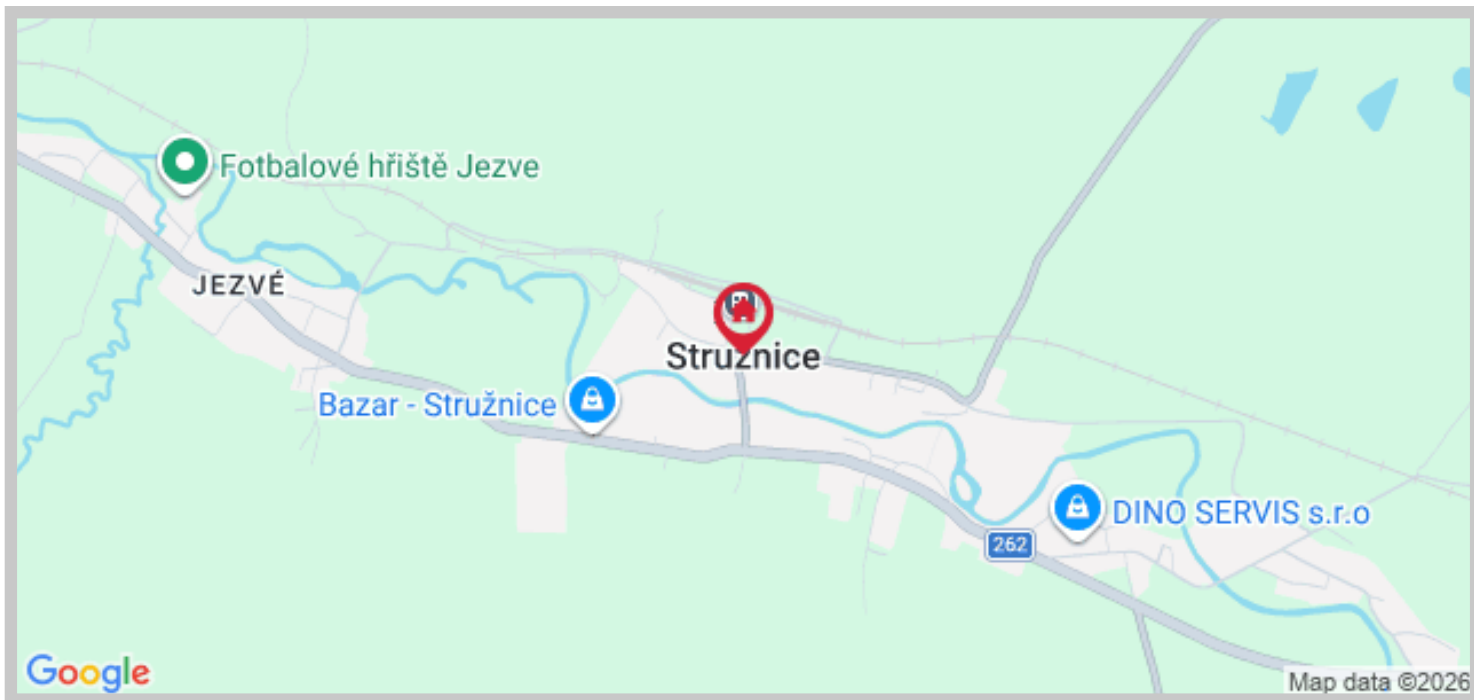 Fotbalové hřiště Jezve
JEZVÉ
Stružnice
Bazar - Stružnice
DINO SERVIS s.r.o
262
Google
Map data ©2026